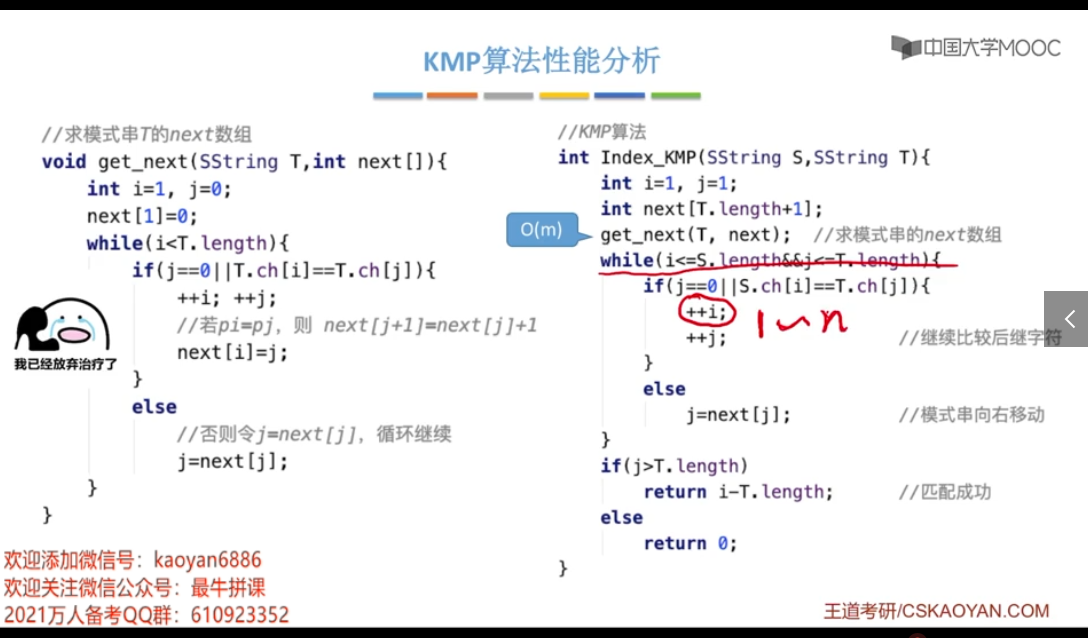 中国大学MOOC
KMP算法性能分析
//求模式串T的next数组
void get_next(SString T,int next[]){
int i=1, j=0;
next[1]=0;
while(i<T.length){
if(j==0||T.ch[i]==T.ch[j]){
++i; ++j;
//若pi=pj, 则 next[j+1]=next[j]+1
next[i]=j;
}
else
//否则令j=next[j], 循环继续
j=next[j];
}
}
我已经放弃治疗了
//KMP算法
int Index_KMP(SString S,SString T){
int i=1, j=1;
int next[T.length+1];
O(m)
get_next(T, next); //求模式串的next数组
while(i<=S.length&&j<=T.length){
if(j==0||S.ch[i]==T.ch[j]){
++i; 1~n
++j; //继续比较后继字符
}
else
j=next[j]; //模式串向右移动
}
if(j>T.length)
return i-T.length; //匹配成功
else
return 0;
}
欢迎添加微信号: kaoyan6886
欢迎关注微信公众号: 最牛拼课
2021万人备考QQ群: 610923352
王道考研/CSKAOYAN.COM